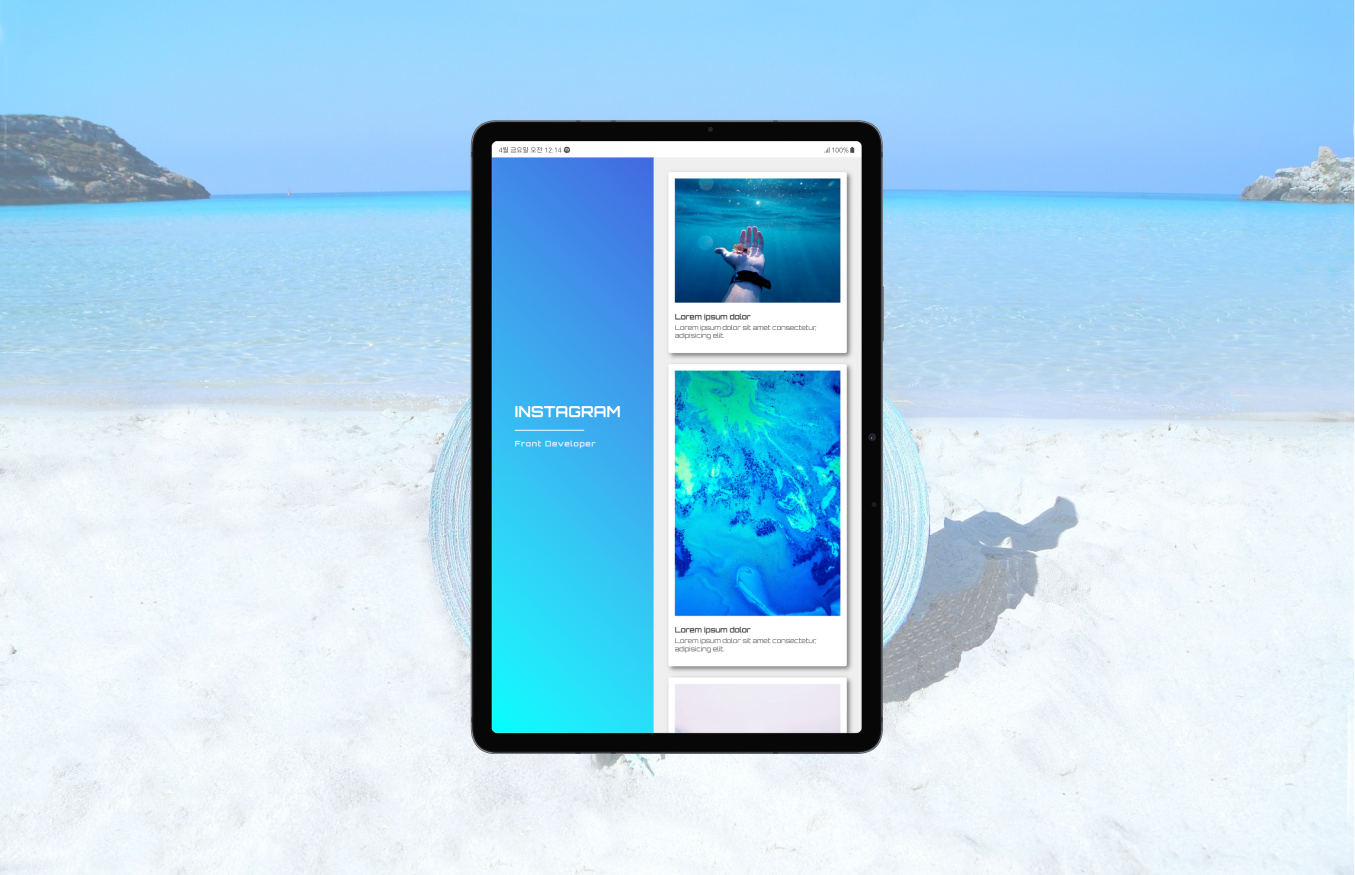 4월 금요일 오전 12:14
100%
INSTAGRAM
Front Developer
Lorem ipsum dolor
Lorem ipsum dolor sit amet consectetur,
adipisicing elit.
Lorem ipsum dolor
Lorem ipsum dolor sit amet consectetur,
adipisicing elit.